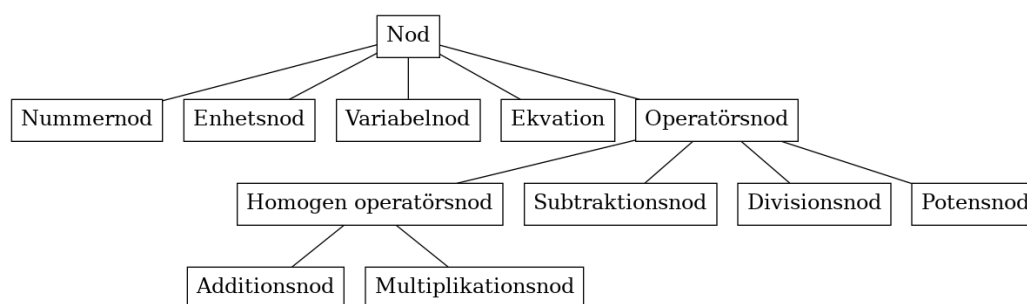 Nod
Nummernod
Enhetsnod
Variabelnod
Ekvation
Operatörsnod
Homogen operatörsnod
Subtraktionsnod
Divisionsnod
Potensnod
Additionsnod
Multiplikationsnod